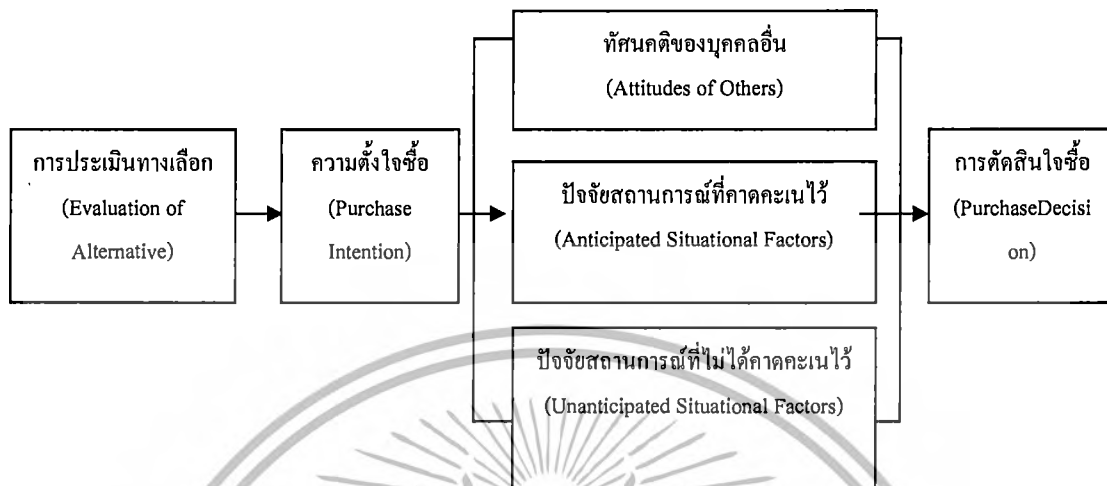 การประเมินทางเลือก
(Evaluation of
Alternative)
ความตั้งใจซื้อ
(Purchase
Intention)
ทัศนคติของบุคคลอื่น
(Attitudes of Others)
ปัจจัยสถานการณ์ที่คาดคะเนไว้
(Anticipated Situational Factors)
ปัจจัยสถานการณ์ที่ไม่ได้คาดคะเนไว้
(Unanticipated Situational Factors)
การตัดสินใจซื้อ
(PurchaseDecisi
on)